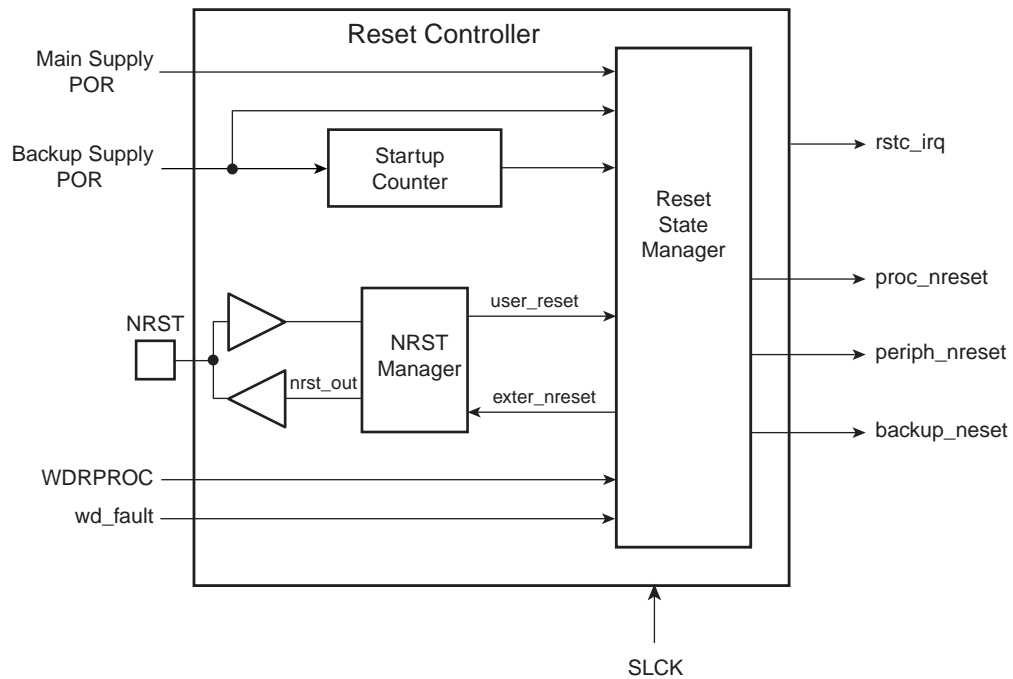 Reset Controller
Main Supply
POR
Backup Supply
POR
Startup
Counter
Reset
State
Manager
rstc_irq
proc_nreset
periph_nreset
backup_neset
NRST
user_reset
NRST
Manager
nrst_out
exter_nreset
WDRPROC
wd_fault
SLCK